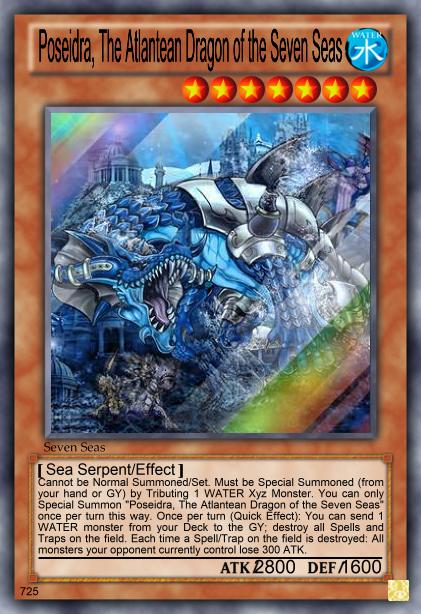 Poseidra, The Atlantean Dragon of the Seven Seas
WATER
水
Seven Seas
[ Sea Serpent/Effect ]
Cannot be Normal Summoned/Set. Must be Special Summoned (from
your hand or GY) by Tributing 1 WATER Xyz Monster. You can only
Special Summon "Poseidra, The Atlantean Dragon of the Seven Seas"
once per turn this way. Once per turn (Quick Effect): You can send 1
WATER monster from your Deck to the GY; destroy all Spells and
Traps on the field. Each time a Spell/Trap on the field is destroyed: All
monsters your opponent currently control lose 300 ATK.
ATK/2800 DEF/1600
725